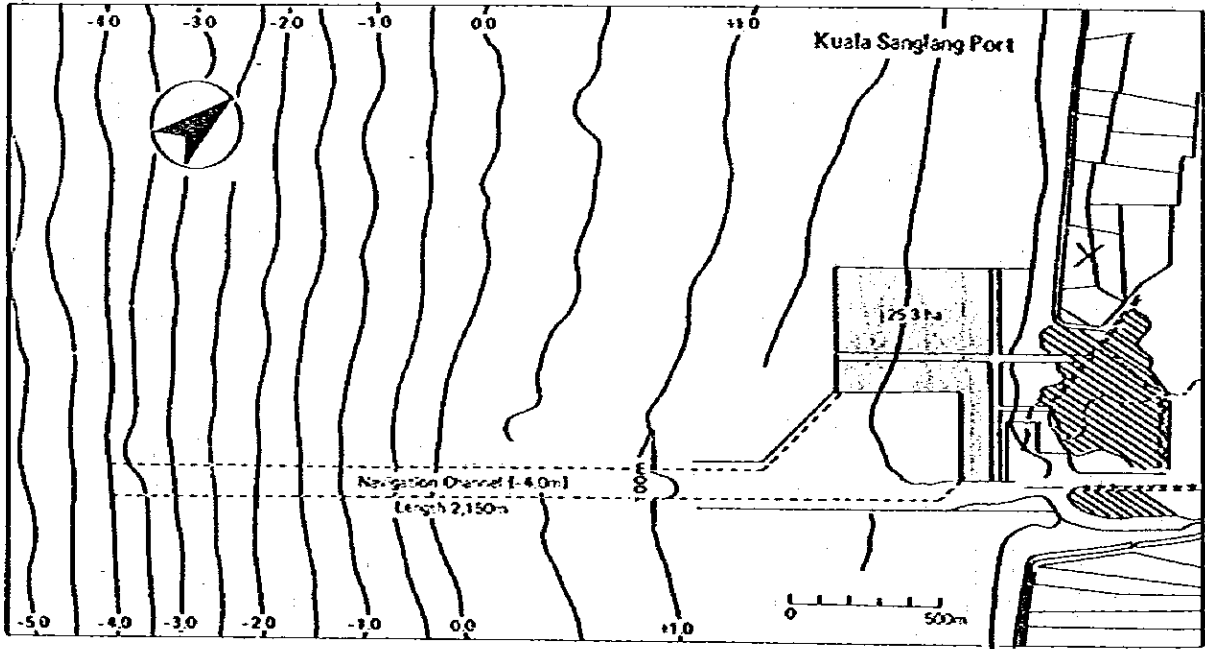 -4.0 -3.0 -2.0 -1.0 0.0 +1.0
Kuala Sanglang Port
25.3 ha
Navigation Channel (-4.0m)
100m
Length 2,150m
0 500m
-5.0 -4.0 -3.0 -2.0 -1.0 0.0 +1.0